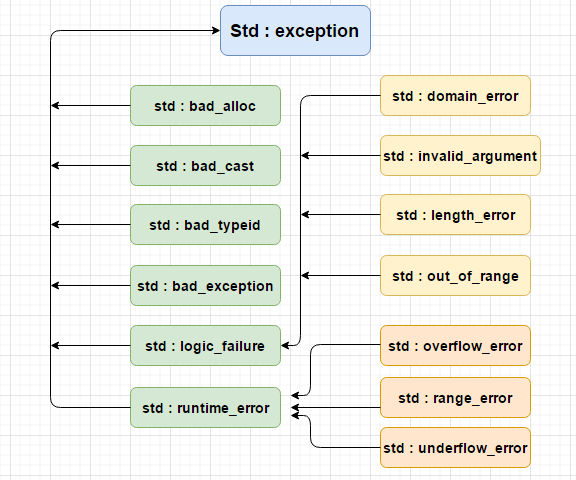 Std : exception
std : bad_alloc
std : domain_error
std : bad_cast
std : invalid_argument
std : bad_typeid
std : length_error
std : bad_exception
std : out_of_range
std : logic_failure
std : overflow_error
std : runtime_error
std : range_error
std : underflow_error